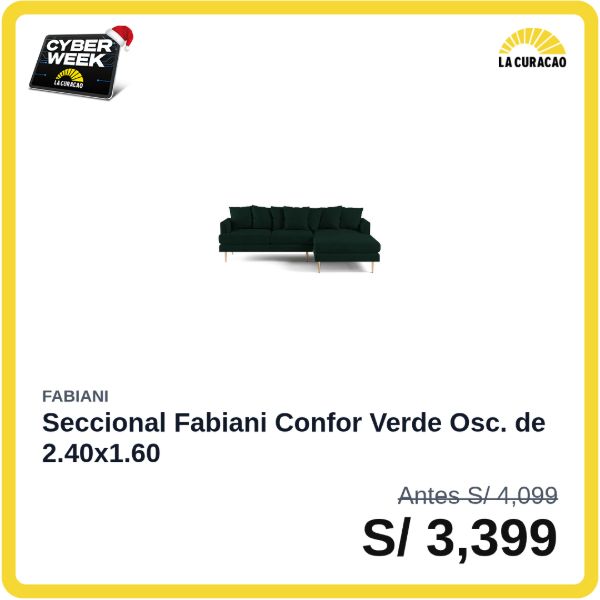 CYBER
WEEK
LA CURACAO
LA CURACAO
FABIANI
Seccional Fabiani Confor Verde Osc. de
2.40x1.60
Antes S/ 4,099
S/ 3,399